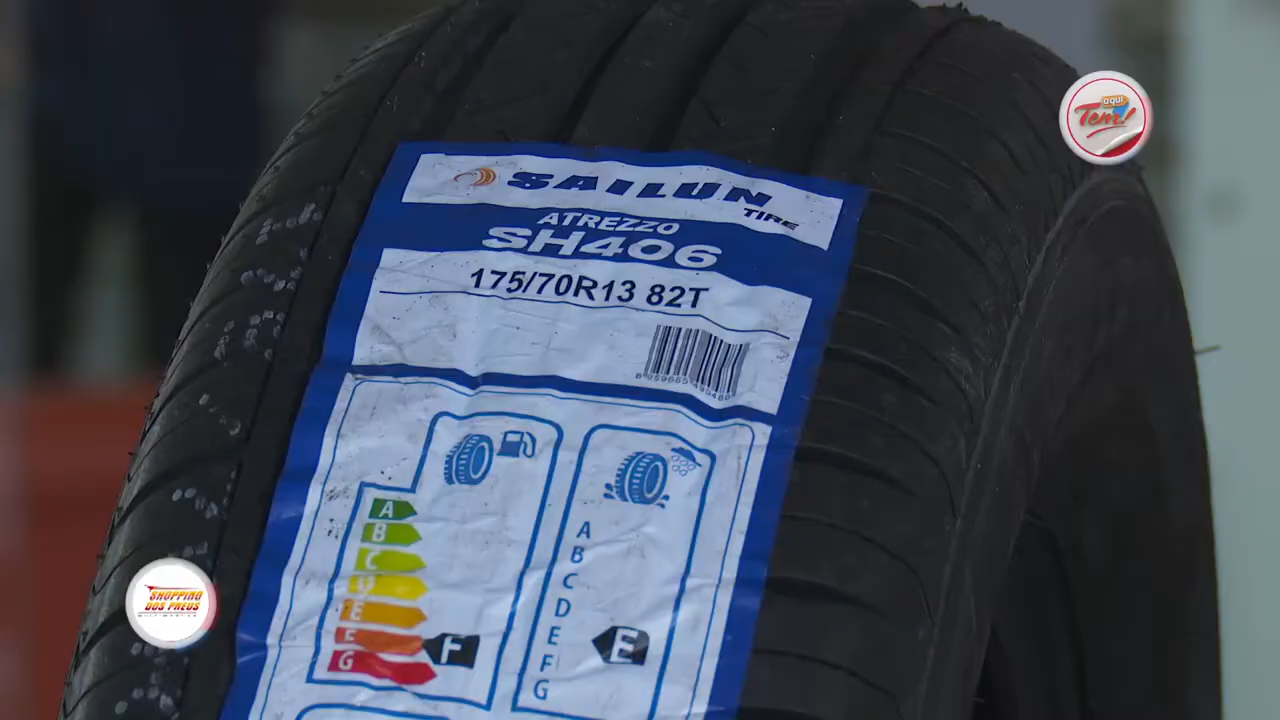 aqui
Tem!
SAILUN
TIRE
ATREZZO
SH406
175/70R13 82T
A
B
C
D
E
F
G
F
A
B
C
D
E
F
G
E
SHOPPING
DOS PNEUS